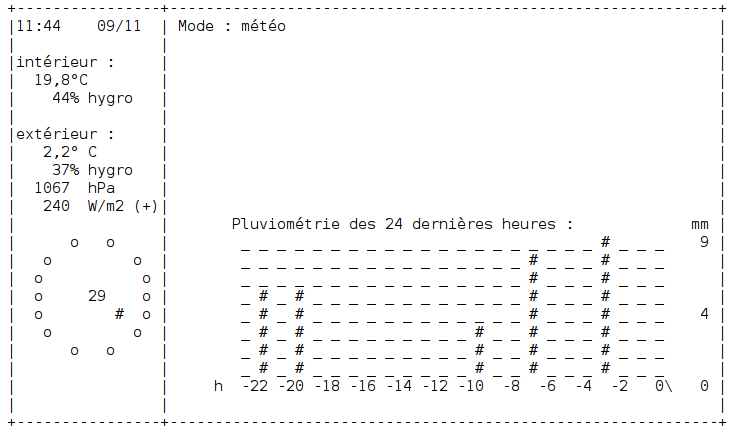 11:44 09/11
intérieur :
19,8°C
44% hygro
extérieur :
2,2° C
37% hygro
1067 hPa
240 W/m2 (+)
o o
o o
o o
o 29 o
o # o
o o
o o
Mode : météo
Pluviométrie des 24 dernières heures : mm
_ _ _ _ _ _ _ _ _ _ _ _ _ _ _ _ _ _ _ _ # _ _ _ 9
_ _ _ _ _ _ _ _ _ _ _ _ _ _ _ _ # _ _ _ # _ _ _
_ _ _ _ _ _ _ _ _ _ _ _ _ _ _ _ # _ _ _ # _ _ _
_ # _ # _ _ _ _ _ _ _ _ _ _ _ _ # _ _ _ # _ _ _
_ # _ # _ _ _ _ _ _ _ _ _ _ _ _ # _ _ _ # _ _ _ 4
_ # _ # _ _ _ _ _ _ _ _ _ # _ _ # _ _ _ # _ _ _
_ # _ # _ _ _ _ _ _ _ _ _ # _ _ # _ _ _ # _ _ _
_ # _ # _ _ _ _ _ _ _ _ _ # _ _ # _ _ _ # _ _ _
h -22 -20 -18 -16 -14 -12 -10 -8 -6 -4 -2 0\ 0